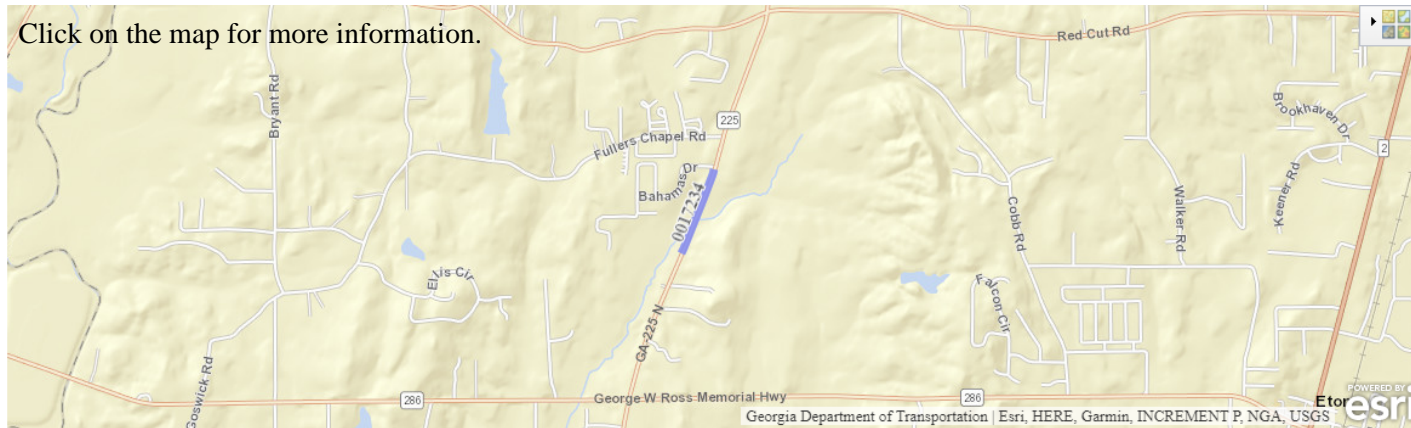 Click on the map for more information.
Red Cut Rd
Bryant Rd
225
Fullers Chapel Rd
Brookhaven Dr
2
Bahamas Dr
0017234
Keener Rd
Walker Rd
Cobb Rd
Ellis Cir
Falcon Cir
GA-225 N
Goswick Rd
286
George W Ross Memorial Hwy
286
POWERED BY
esri
Georgia Department of Transportation | Esri, HERE, Garmin, INCREMENT P, NGA, USGS